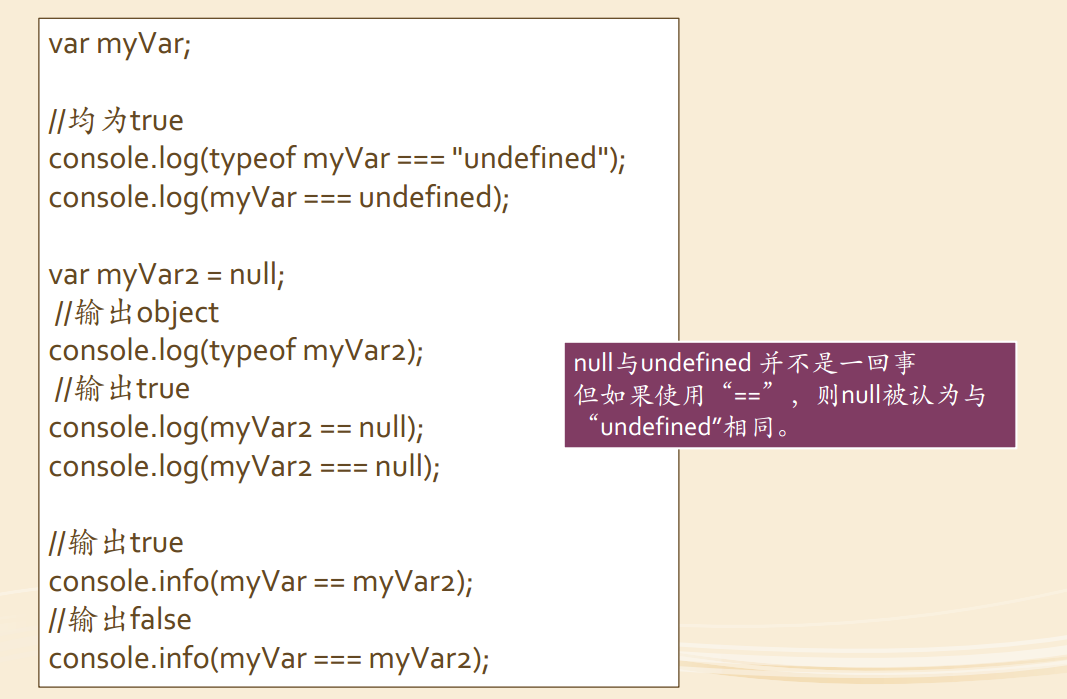 var myVar;
//均为true
console.log(typeof myVar === "undefined");
console.log(myVar === undefined);
var myVar2 = null;
//输出object
console.log(typeof myVar2);
//输出true
console.log(myVar2 == null);
console.log(myVar2 === null);
//输出true
console.info(myVar == myVar2);
//输出false
console.info(myVar === myVar2);
null与undefined 并不是一回事
但如果使用“==”，则null被认为与
“undefined”相同。